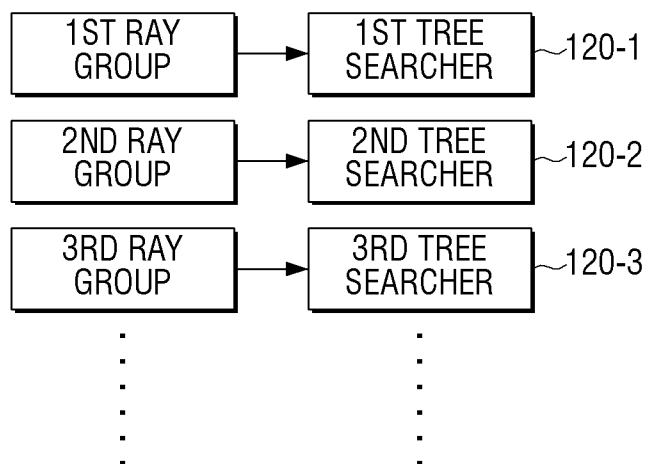 1ST RAY
GROUP
1ST TREE
SEARCHER
120-1
2ND RAY
GROUP
2ND TREE
SEARCHER
120-2
3RD RAY
GROUP
3RD TREE
SEARCHER
120-3